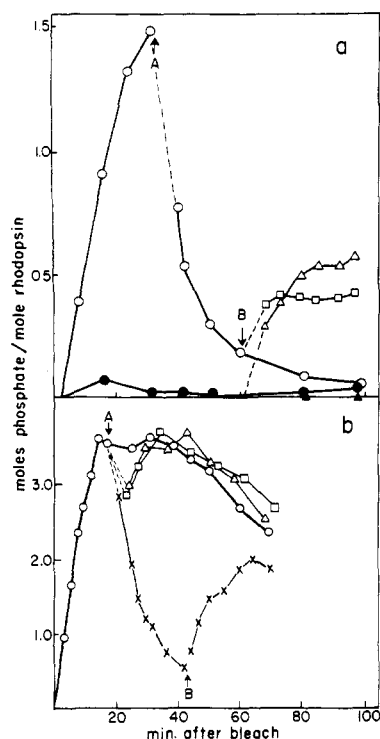 a
1.5
A
1.0
0.5
B
moles phosphate/mole rhodopsin
b
A
3.0
2.0
1.0
B
20
40
60
80
100
min. after bleach